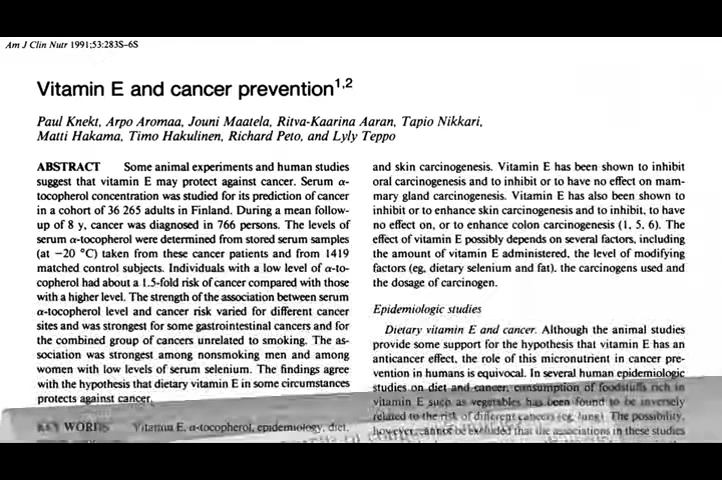 Am J Clin Nutr 1991;53:283S-6S
Vitamin E and cancer prevention1,2
Paul Knekt, Arpo Aromaa, Jouni Maatela, Ritva-Kaarina Aaran, Tapio Nikkari,
Matti Hakama, Timo Hakulinen, Richard Peto, and Lyly Teppo
ABSTRACT Some animal experiments and human studies
suggest that vitamin E may protect against cancer. Serum α-
tocopherol concentration was studied for its prediction of cancer
in a cohort of 36 265 adults in Finland. During a mean follow-
up of 8 y, cancer was diagnosed in 766 persons. The levels of
serum α-tocopherol were determined from stored serum samples
(at −20 °C) taken from these cancer patients and from 1419
matched control subjects. Individuals with a low level of α-to-
copherol had about a 1.5-fold risk of cancer compared with those
with a higher level. The strength of the association between serum
α-tocopherol level and cancer risk varied for different cancer
sites and was strongest for some gastrointestinal cancers and for
the combined group of cancers unrelated to smoking. The as-
sociation was strongest among nonsmoking men and among
women with low levels of serum selenium. The findings agree
with the hypothesis that dietary vitamin E in some circumstances
protects against cancer.
KEY WORDS Vitamin E, α-tocopherol, epidemiology, diet,
and skin carcinogenesis. Vitamin E has been shown to inhibit
oral carcinogenesis and to inhibit or to have no effect on mam-
mary gland carcinogenesis. Vitamin E has also been shown to
inhibit or to enhance skin carcinogenesis and to inhibit, to have
no effect on, or to enhance colon carcinogenesis (1, 5, 6). The
effect of vitamin E possibly depends on several factors, including
the amount of vitamin E administered, the level of modifying
factors (eg, dietary selenium and fat), the carcinogens used and
the dosage of carcinogen.
Epidemiologic studies
Dietary vitamin E and cancer. Although the animal studies
provide some support for the hypothesis that vitamin E has an
anticancer effect, the role of this micronutrient in cancer pre-
vention in humans is equivocal. In several human epidemiologic
studies on diet and cancer, consumption of foodstuffs rich in
vitamin E such as vegetables has been found to be inversely
related to the risk of different cancers (eg, lung). The possibility,
however, cannot be excluded that the associations in these studies